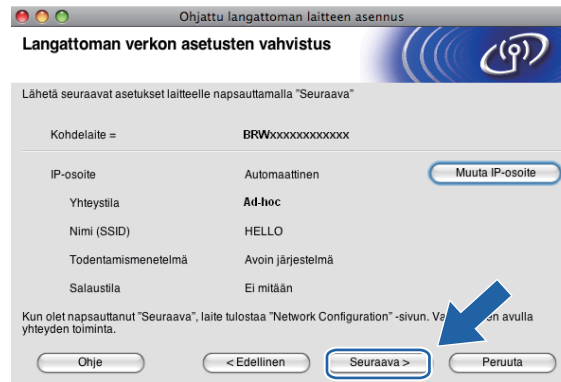 Ohjattu langattoman laitteen asennus
Langattoman verkon asetusten vahvistus
Lähetä seuraavat asetukset laitteelle napsauttamalla "Seuraava"
Kohdelaite = BRWxxxxxxxxxxxx
IP-osoite Automaattinen Muuta IP-osoite
Yhteystila Ad-hoc
Nimi (SSID) HELLO
Todentamismenetelmä Avoin järjestelmä
Salaustila Ei mitään
Kun olet napsauttanut "Seuraava", laite tulostaa "Network Configuration" -sivun. avulla
yhteyden toiminta.
Ohje < Edellinen Seuraava > Peruuta